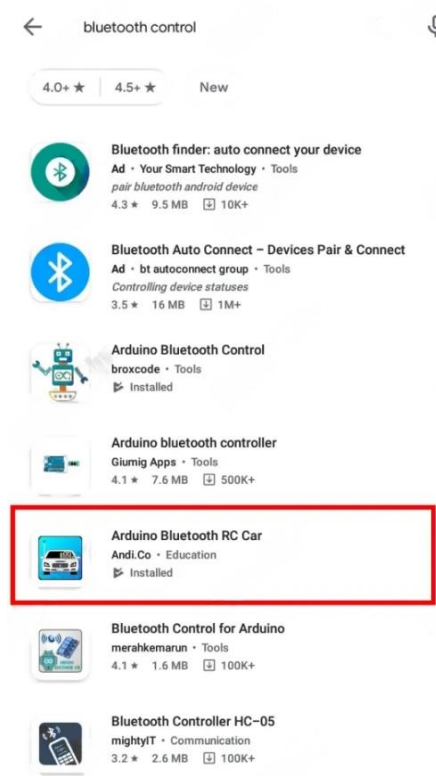 bluetooth control
4.0+ ★ 4.5+ ★ New
Bluetooth finder: auto connect your device
Ad • Your Smart Technology • Tools
pair bluetooth android device
4.3 ★ 9.5 MB 10K+
Bluetooth Auto Connect – Devices Pair & Connect
Ad • bt autoconnect group • Tools
Controlling device statuses
3.5 ★ 16 MB 1M+
Arduino Bluetooth Control
broxcode • Tools
Installed
Arduino bluetooth controller
Giumig Apps • Tools
4.1 ★ 7.6 MB 500K+
Arduino Bluetooth RC Car
Andi.Co • Education
Installed
Bluetooth Control for Arduino
merahkemarun • Tools
4.1 ★ 1.6 MB 100K+
Bluetooth Controller HC–05
mightyIT • Communication
3.2 ★ 2.6 MB 100K+